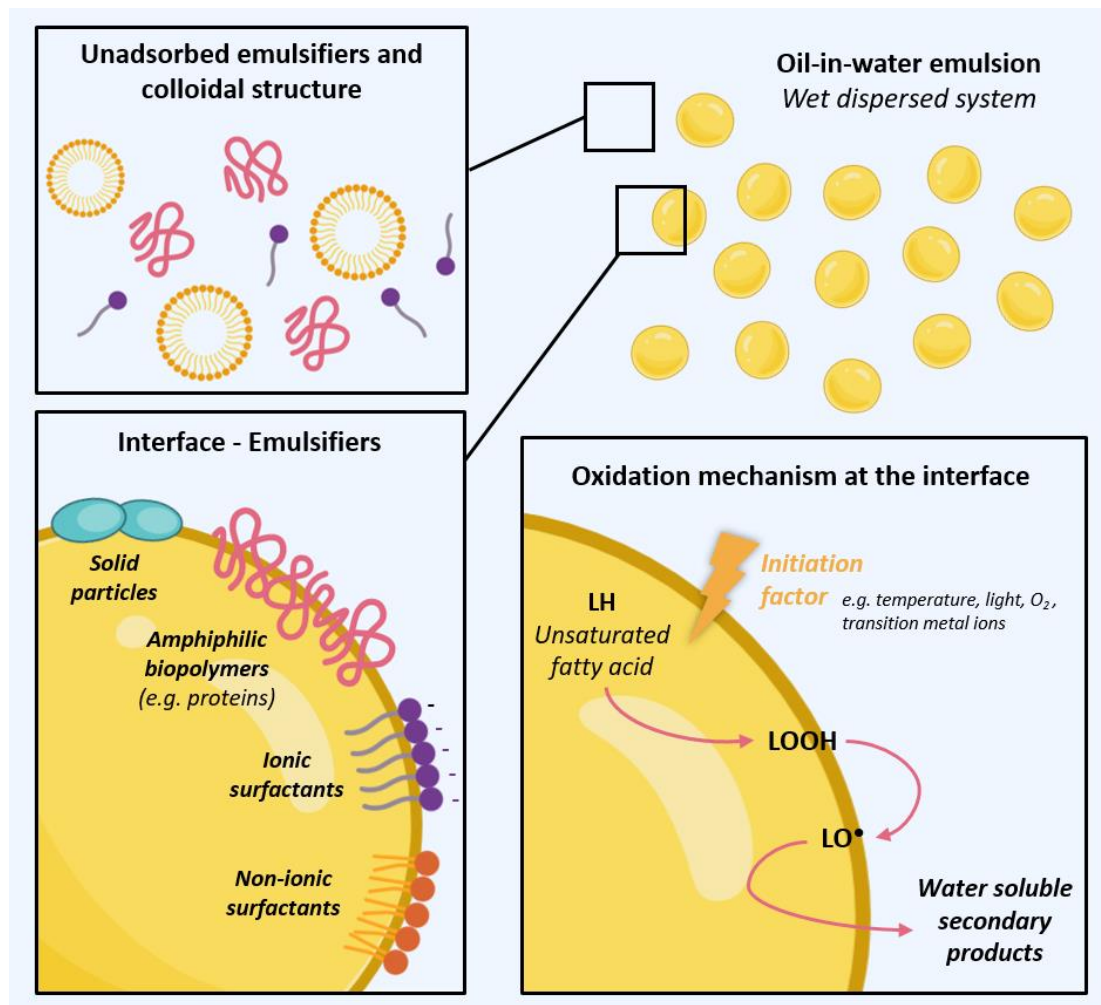 Unadsorbed emulsifiers and
colloidal structure
Oil-in-water emulsion
Wet dispersed system
Interface - Emulsifiers
Solid
particles
Amphiphilic
biopolymers
(e.g. proteins)
Ionic
surfactants
-
-
-
-
-
Non-ionic
surfactants
Oxidation mechanism at the interface
Initiation
factor
e.g. temperature, light, O₂,
transition metal ions
LH
Unsaturated
fatty acid
LOOH
LO•
Water soluble
secondary
products